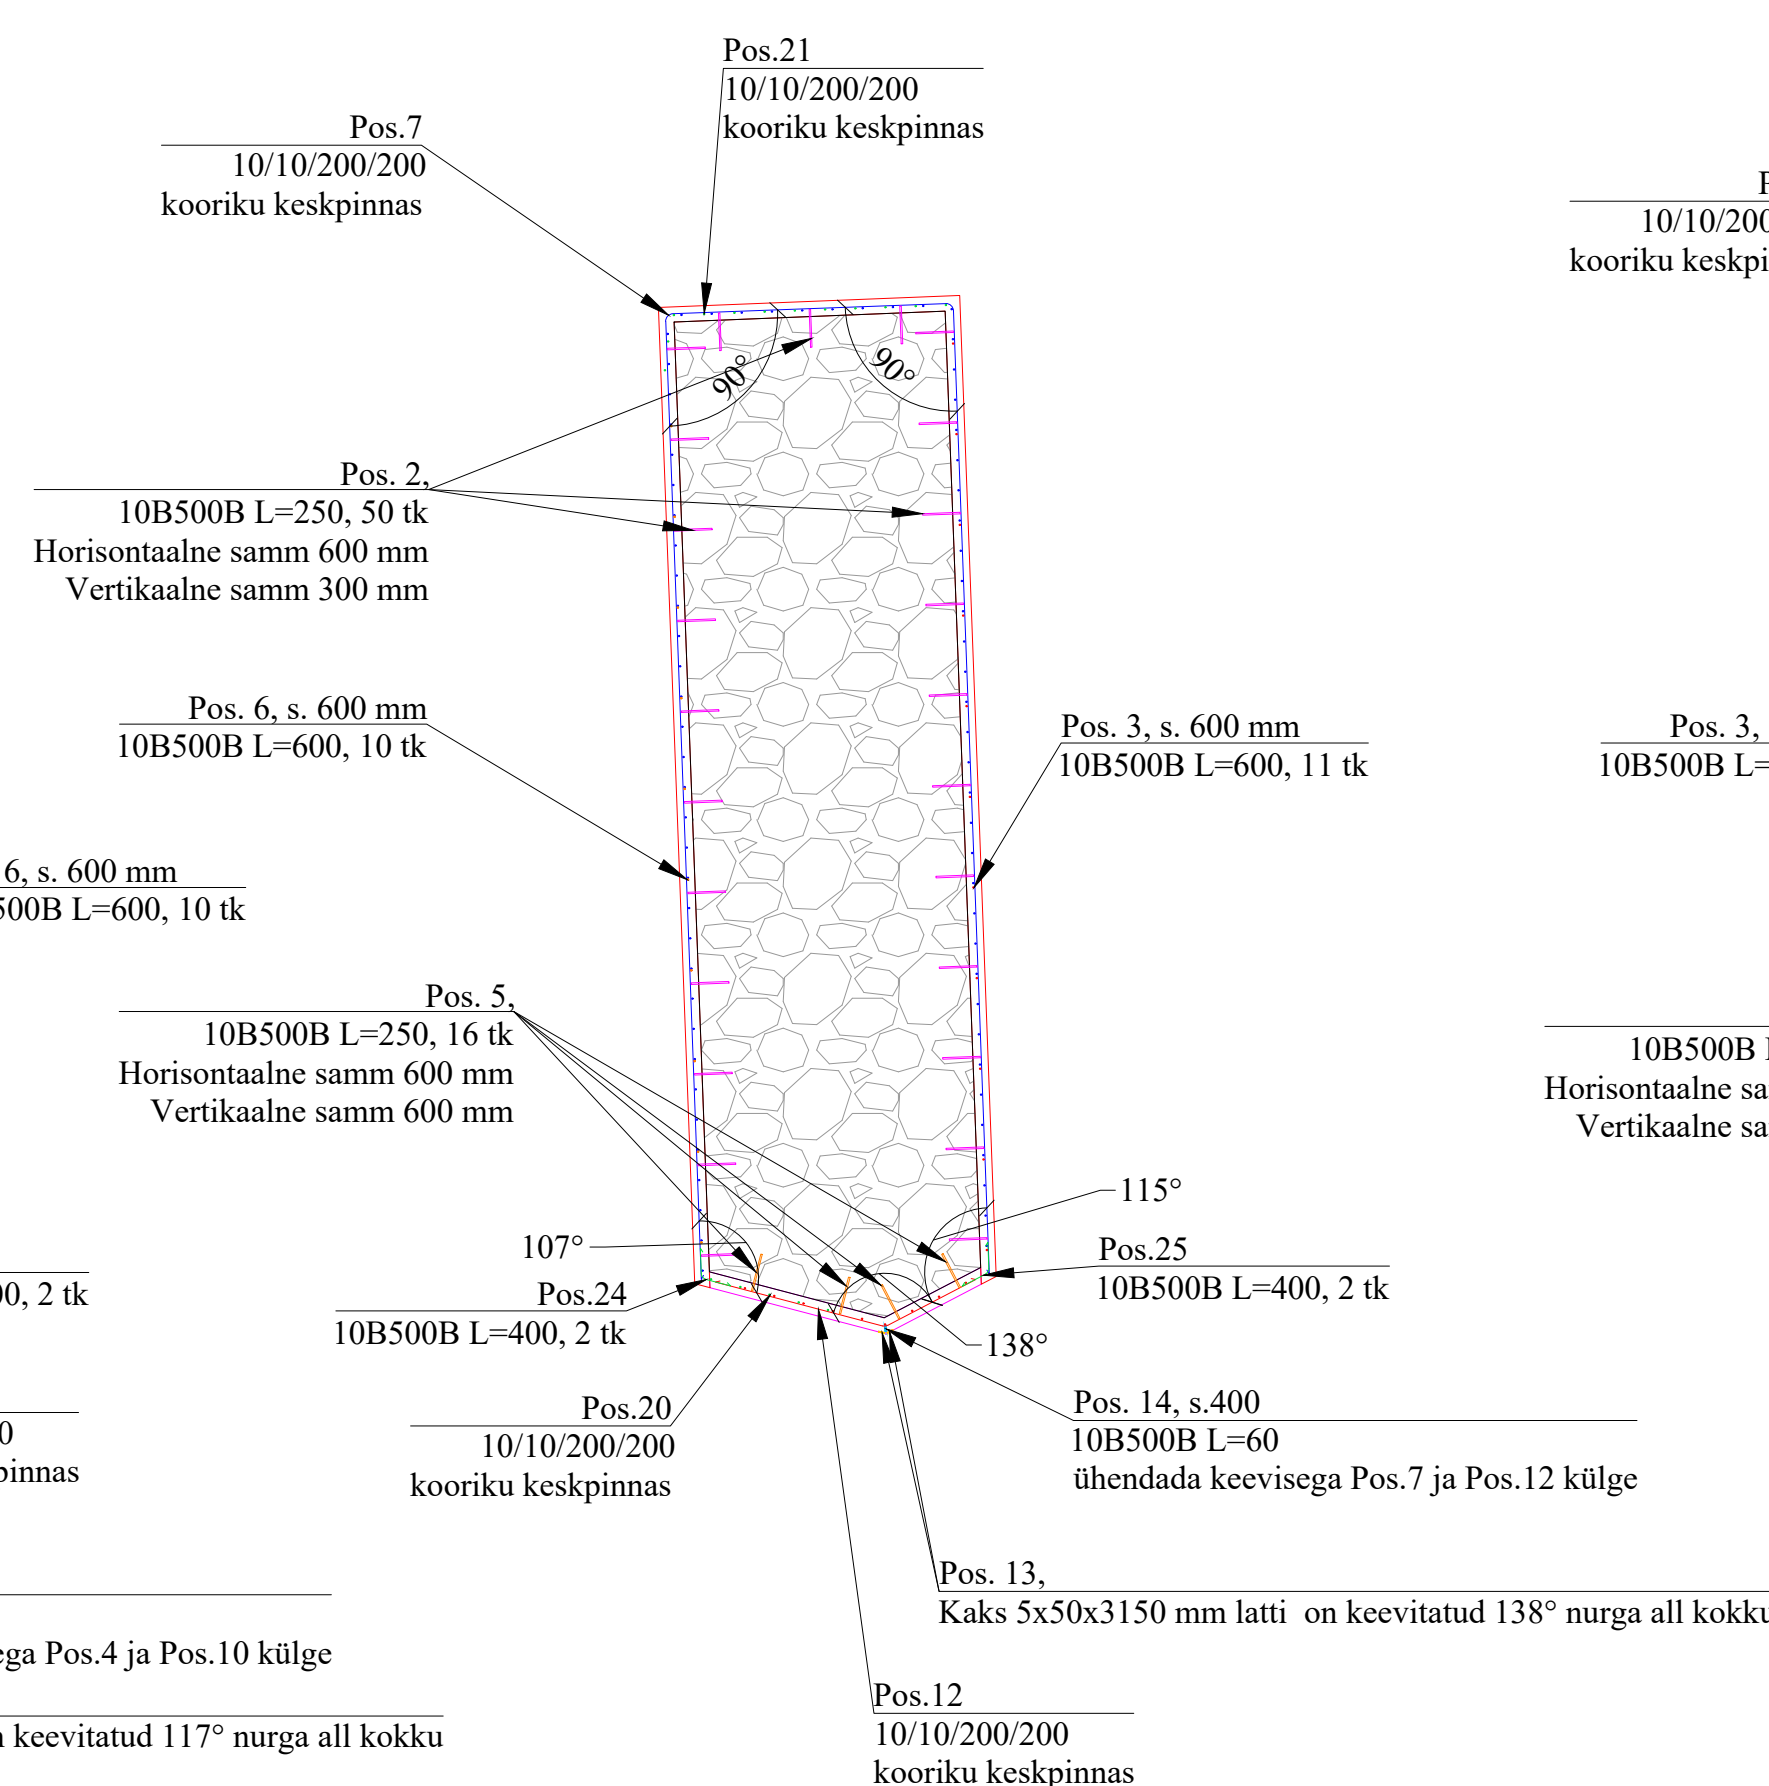 Pos.21
10/10/200/200
kooriku keskpinnas
Pos.7
10/10/200/200
kooriku keskpinnas
P
10/10/200
kooriku keskpi
90°
90°
Pos. 2,
10B500B L=250, 50 tk
Horisontaalne samm 600 mm
Vertikaalne samm 300 mm
Pos. 6, s. 600 mm
10B500B L=600, 10 tk
Pos. 3, s. 600 mm
10B500B L=600, 11 tk
Pos. 3,
10B500B L=
6, s. 600 mm
500B L=600, 10 tk
Pos. 5,
10B500B L=250, 16 tk
Horisontaalne samm 600 mm
Vertikaalne samm 600 mm
10B500B
Horisontaalne sa
Vertikaalne sa
115°
107°
Pos.25
10B500B L=400, 2 tk
00, 2 tk
Pos.24
10B500B L=400, 2 tk
138°
Pos.20
10/10/200/200
kooriku keskpinnas
Pos. 14, s.400
10B500B L=60
ühendada keevisega Pos.7 ja Pos.12 külge
0
pinnas
Pos. 13,
Kaks 5x50x3150 mm latti on keevitatud 138° nurga all kokku
ega Pos.4 ja Pos.10 külge
Pos.12
10/10/200/200
kooriku keskpinnas
n keevitatud 117° nurga all kokku